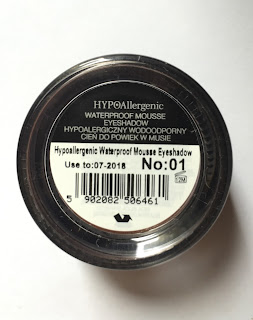 HYPOAllergenic
WATERPROOF MOUSSE
EYESHADOW
HYPOALERGICZNY WODOODPORNY
CIEŃ DO POWIEK W MUSIE
Hypoallergenic Waterproof Mousse Eyeshadow
Use to:07-2018 No:01
5 902082 506461